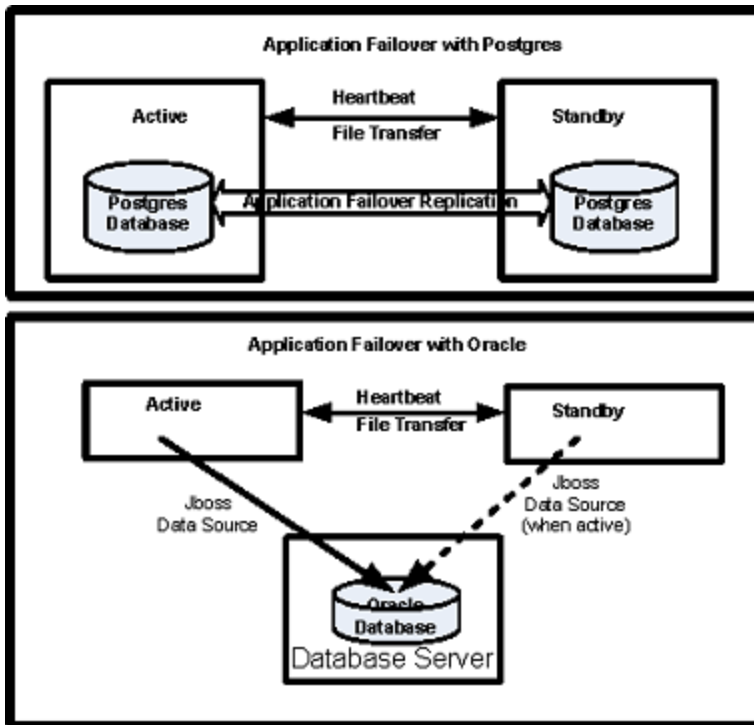 Application Failover with Postgres
Active
Heartbeat
File Transfer
Standby
Postgres
Database
Application Failover Replication
Postgres
Database
Application Failover with Oracle
Active
Heartbeat
File Transfer
Standby
Jboss
Data Source
Jboss
Data Source
(when active)
Oracle
Database
Database Server